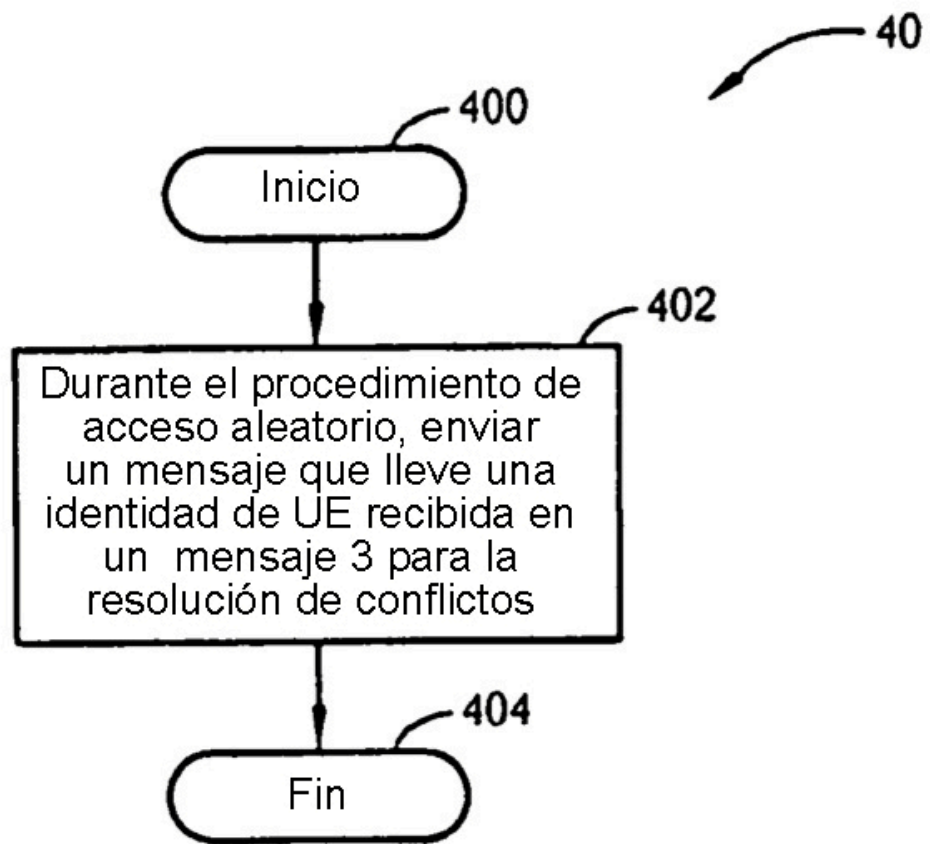 40
400
Inicio
402
Durante el procedimiento de
acceso aleatorio, enviar
un mensaje que lleve una
identidad de UE recibida en
un mensaje 3 para la
resolución de conflictos
404
Fin